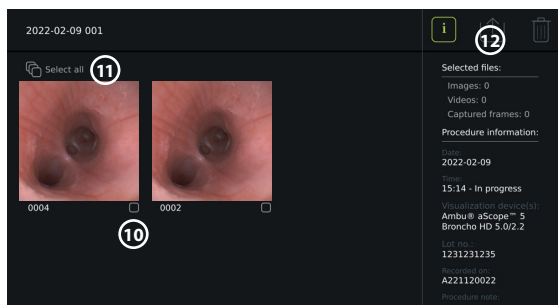 2022-02-09 001
i
12
Select all
11
Selected files:
Images: 0
Videos: 0
Captured frames: 0
Procedure information:
Date:
2022-02-09
Time:
15:14 - In progress
Visualization device(s):
Ambu® aScope™ 5
Broncho HD 5.0/2.2
Lot no.:
1231231235
Recorded on:
A221120022
Procedure note:
0004
0002
10